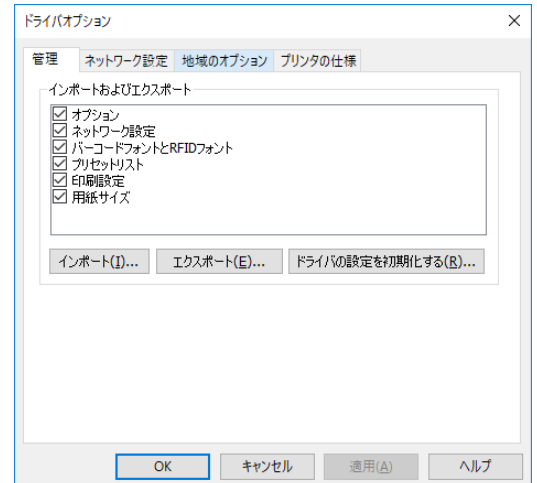 ドライバオプション
管理 ネットワーク設定 地域のオプション プリンタの仕様
インポートおよびエクスポート
オプション
ネットワーク設定
バーコードフォントとRFIDフォント
プリセットリスト
印刷設定
用紙サイズ
インポート(I)... エクスポート(E)... ドライバの設定を初期化する(R)...
OK キャンセル 適用(A) ヘルプ